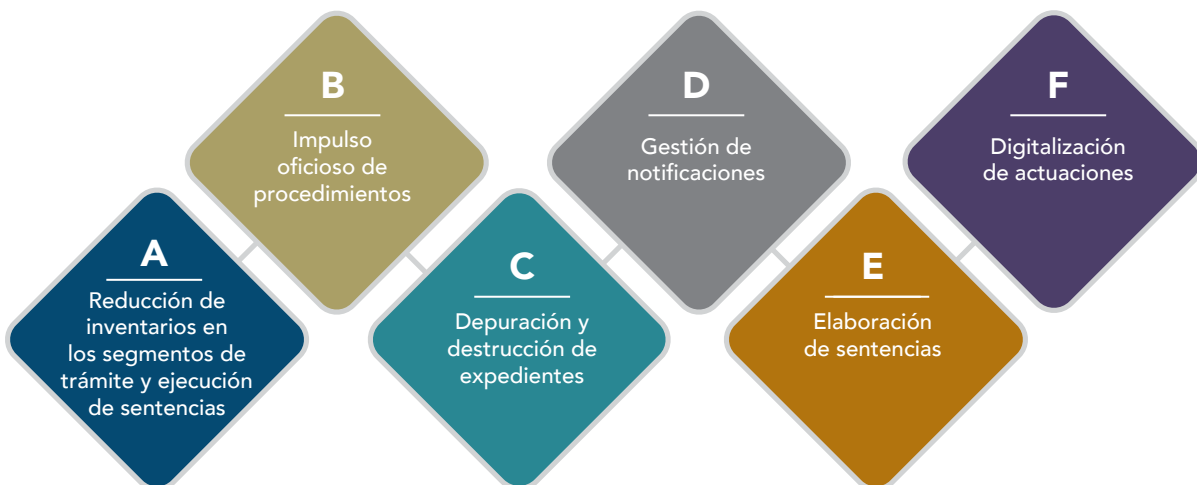 A
Reducción de
inventarios en
los segmentos de
trámite y ejecución
de sentencias
B
Impulso
oficioso de
procedimientos
C
Depuración y
destrucción de
expedientes
D
Gestión de
notificaciones
E
Elaboración
de sentencias
F
Digitalización
de actuaciones